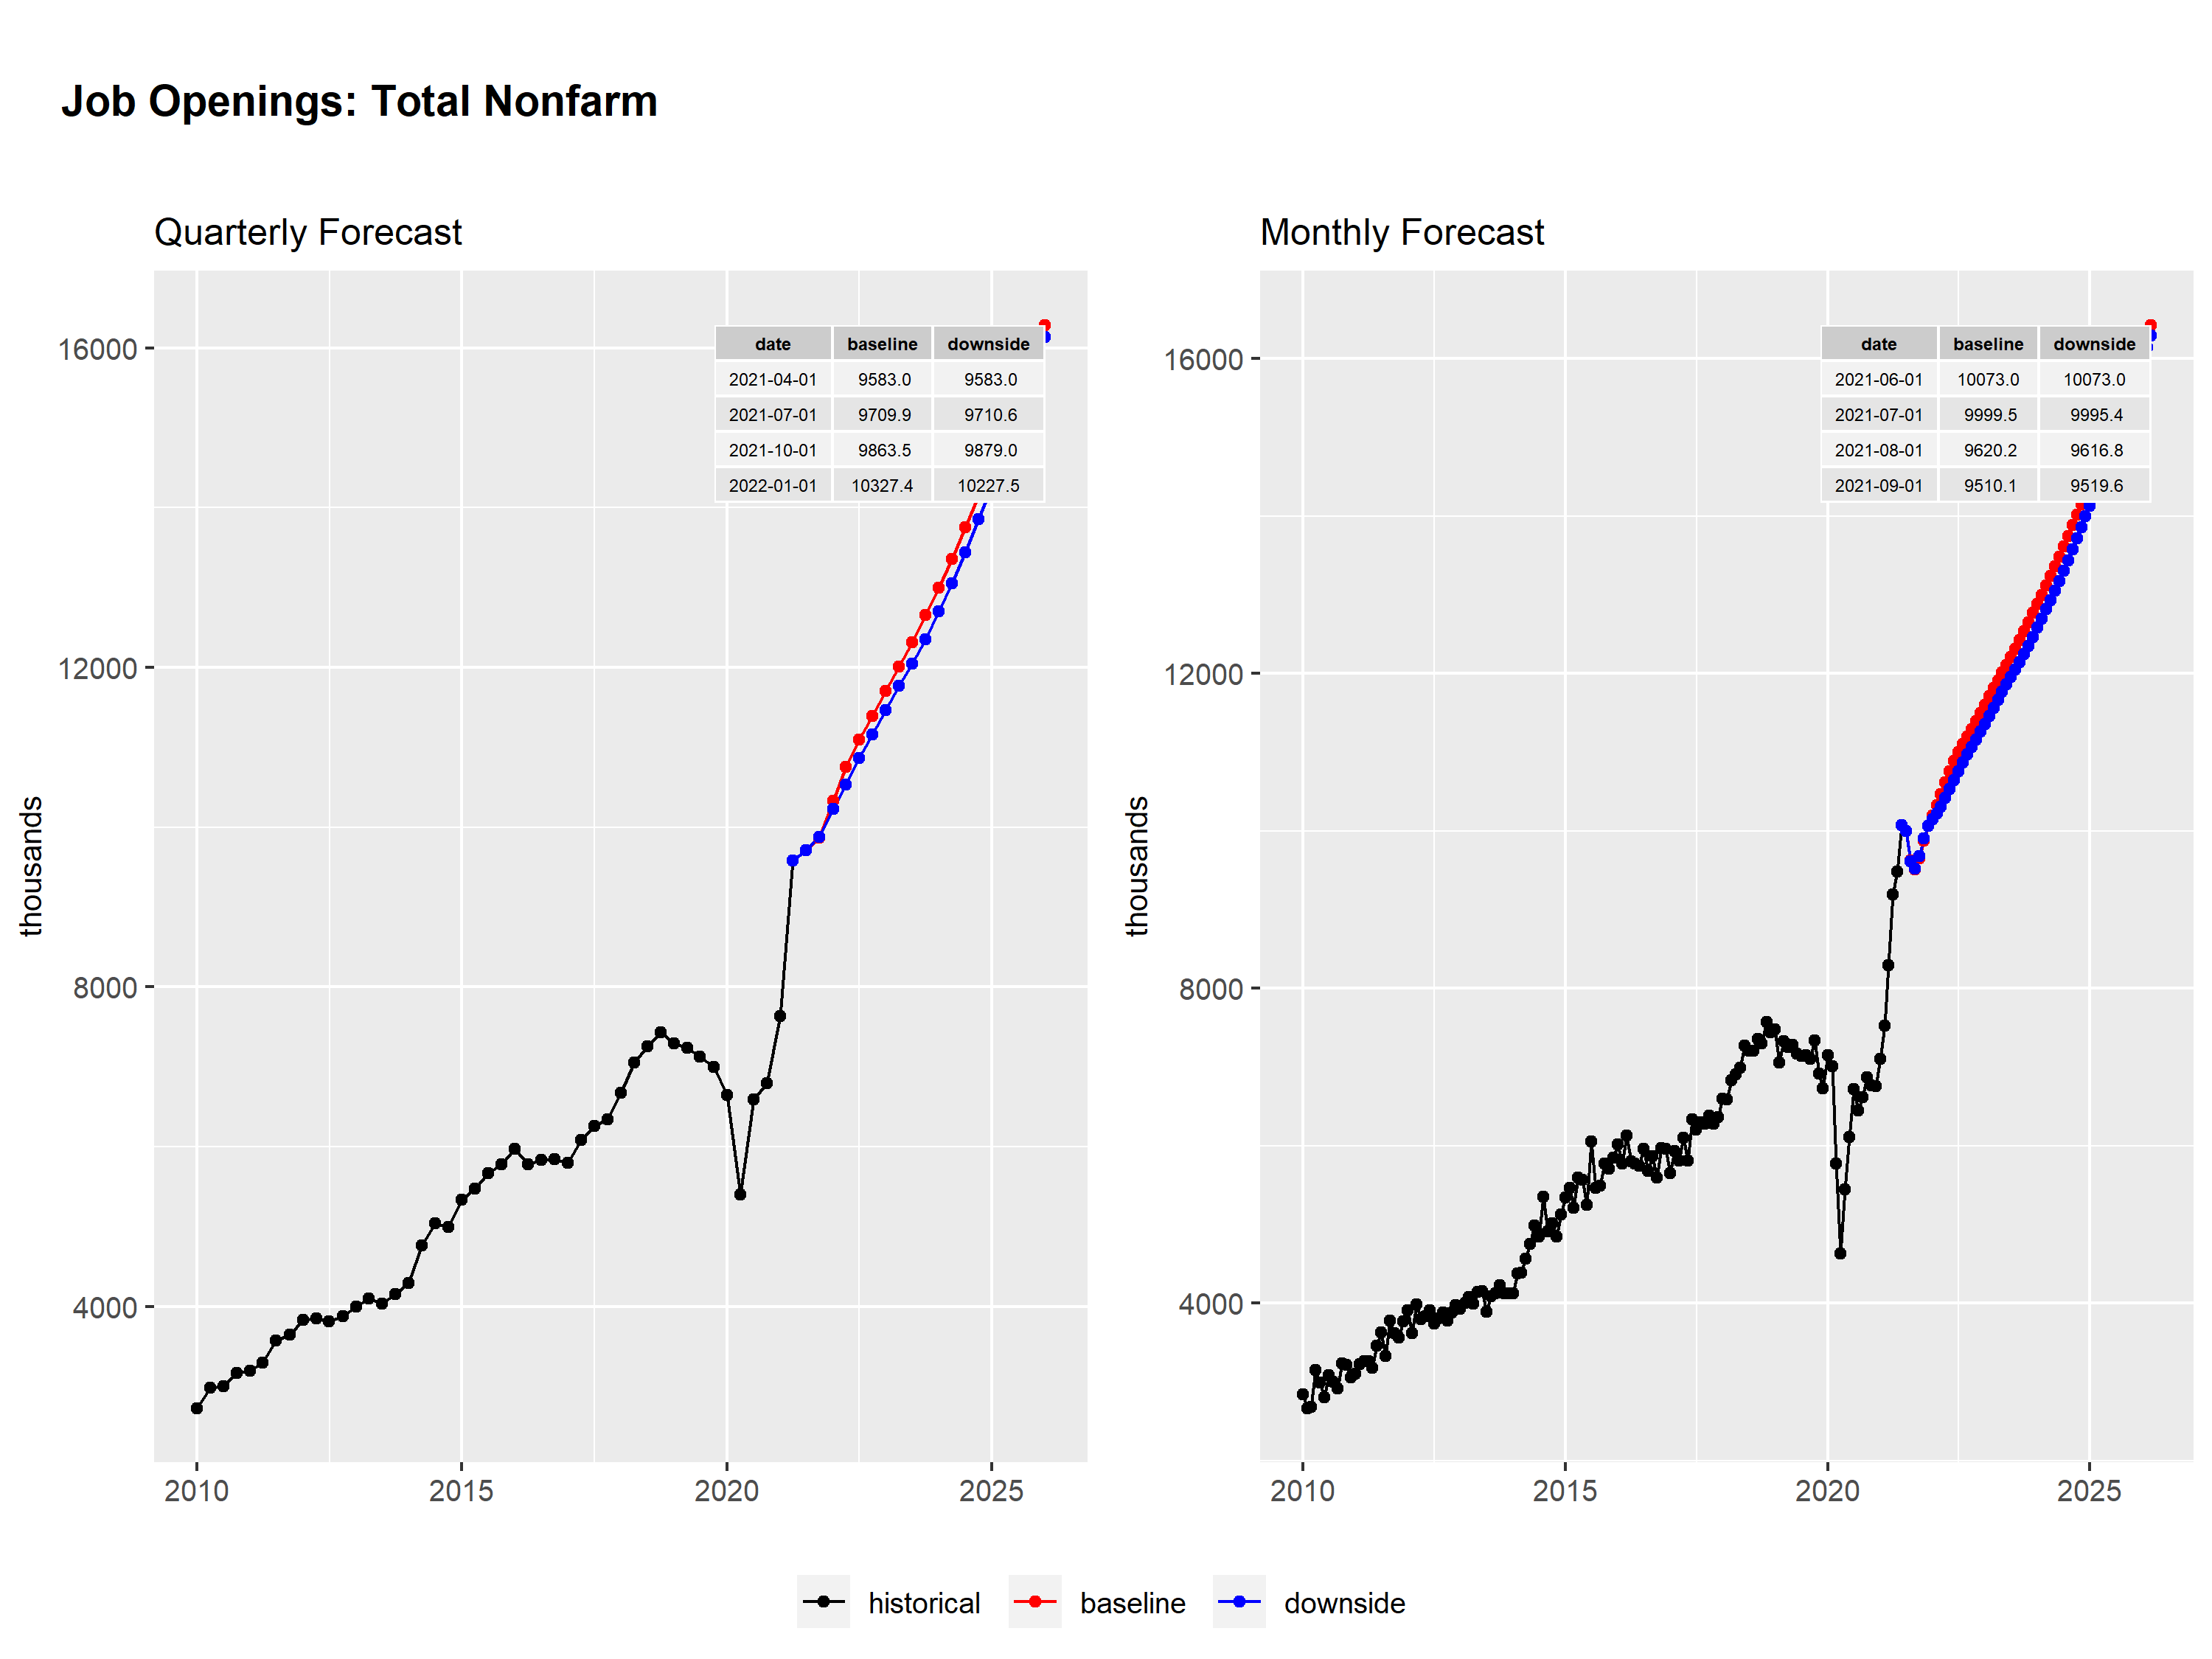 Job Openings: Total Nonfarm
Quarterly Forecast
thousands
16000
12000
8000
4000
date baseline downside
2021-04-01 9583.0 9583.0
2021-07-01 9709.9 9710.6
2021-10-01 9863.5 9879.0
2022-01-01 10327.4 10227.5
2010 2015 2020 2025
Monthly Forecast
thousands
16000
12000
8000
4000
date baseline downside
2021-06-01 10073.0 10073.0
2021-07-01 9999.5 9995.4
2021-08-01 9620.2 9616.8
2021-09-01 9510.1 9519.6
2010 2015 2020 2025
historical baseline downside